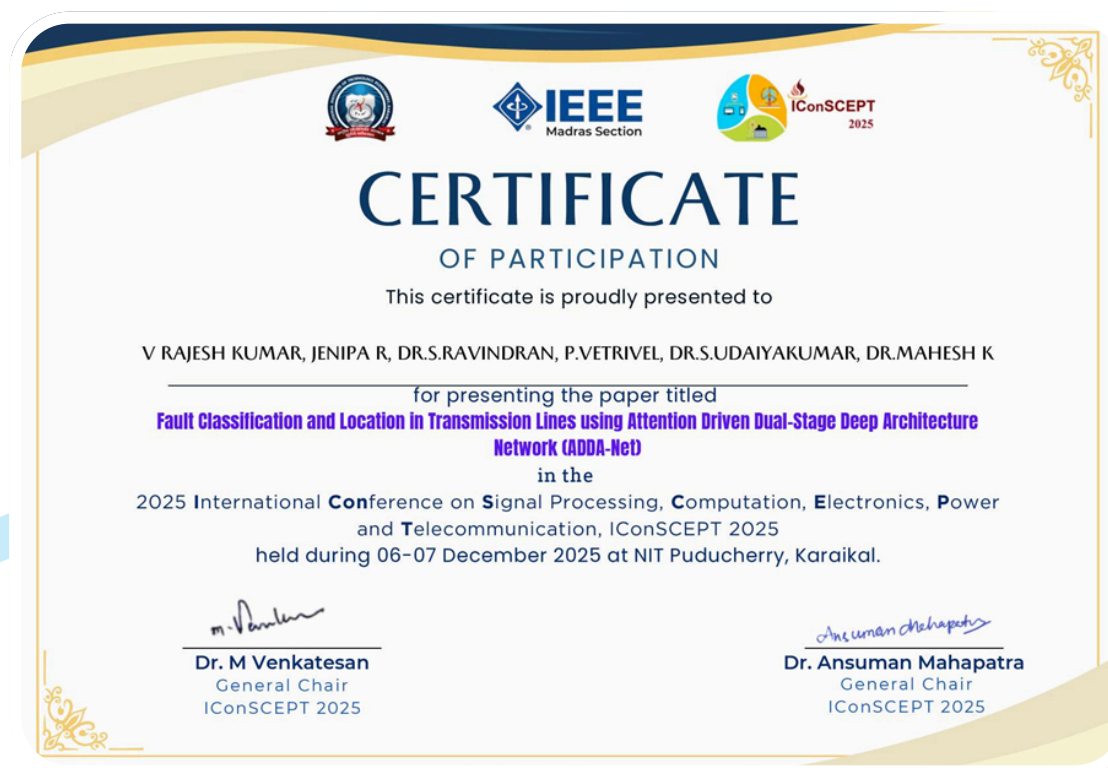 IEEE
Madras Section
IConSCEPT
2025
CERTIFICATE
OF PARTICIPATION
This certificate is proudly presented to
V RAJESH KUMAR, JENIPA R, DR.S.RAVINDRAN, P.VETRIVEL, DR.S.UDAIYAKUMAR, DR.MAHESH K
for presenting the paper titled
Fault Classification and Location in Transmission Lines using Attention Driven Dual-Stage Deep Architecture
Network (ADDA-Net)
in the
2025 International Conference on Signal Processing, Computation, Electronics, Power
and Telecommunication, IConSCEPT 2025
held during 06-07 December 2025 at NIT Puducherry, Karaikal.
Ansuman Mahapatra
Dr. M Venkatesan
General Chair
IConSCEPT 2025
Dr. Ansuman Mahapatra
General Chair
IConSCEPT 2025